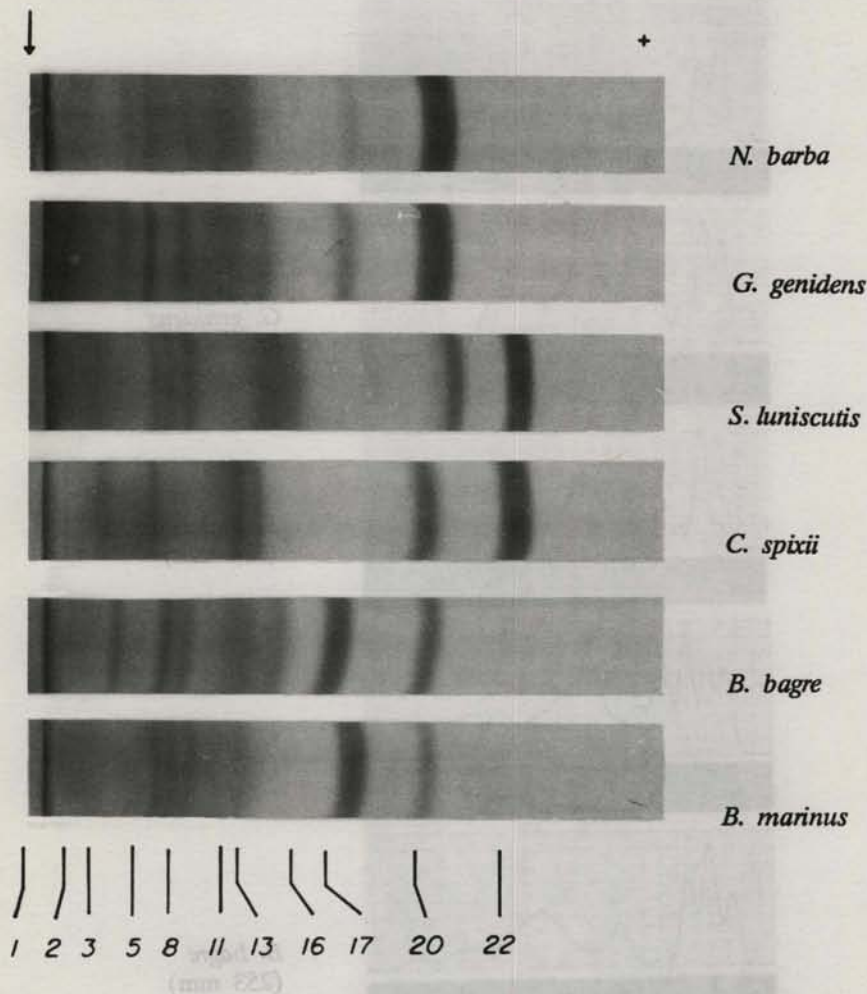 +
N. barba
G. genidens
S. luniscutis
C. spixii
B. bagre
B. marinus
1 2 3 5 8 11 13 16 17 20 22